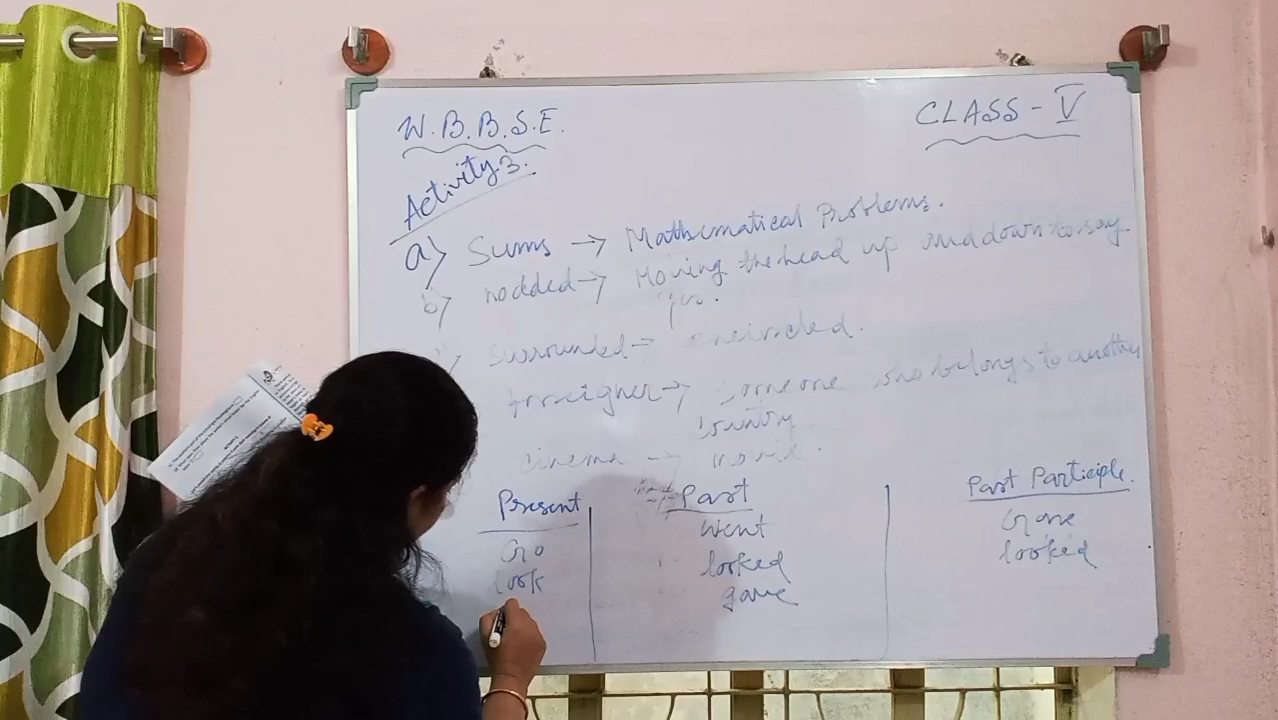 W.B.B.S.E.
CLASS - V
Activity 3.
a) Sums → Mathematical Problems.
b) nodded → Moving the head up and down to say
yes.
surrounded →
foreigner → someone who belongs to another
country
cinema → movie.
Present Past Past Participle.
Go Went Gone
look looked looked
gave